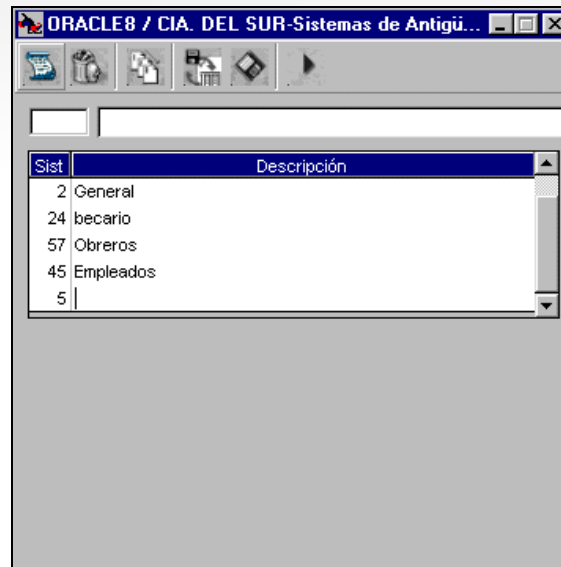 ORACLE8 / CIA. DEL SUR-Sistemas de Antigü...
Sist Descripción
2 General
24 becario
57 Obreros
45 Empleados
5